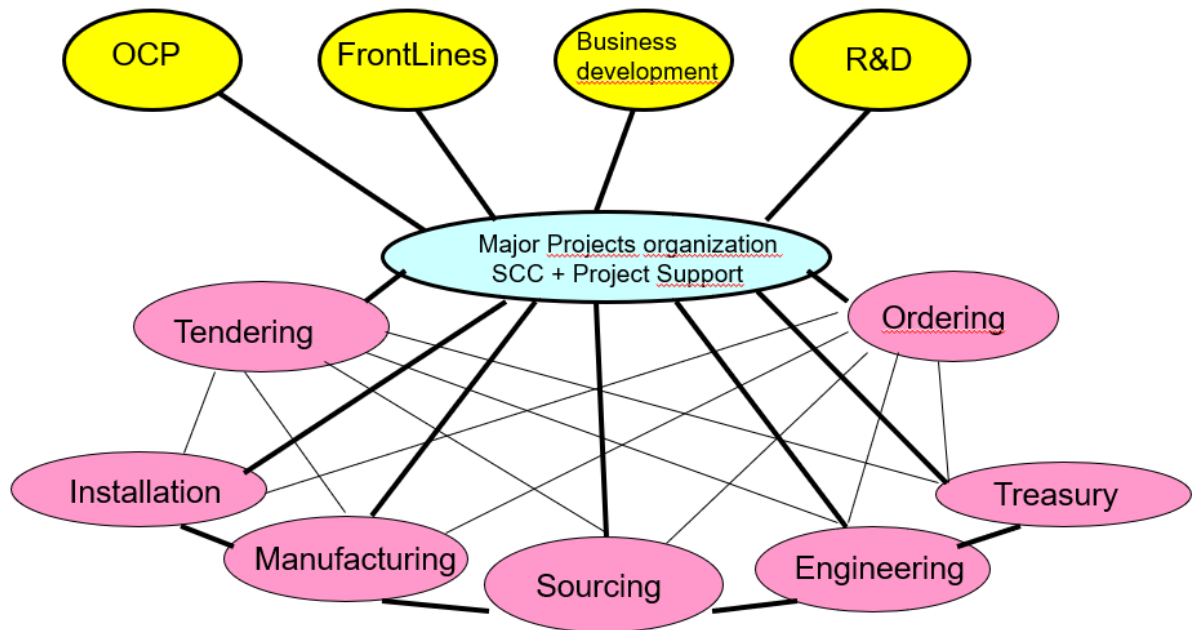 OCP
FrontLines
Business
development
R&D
Major Projects organization
SCC + Project Support
Tendering
Ordering
Installation
Treasury
Manufacturing
Engineering
Sourcing